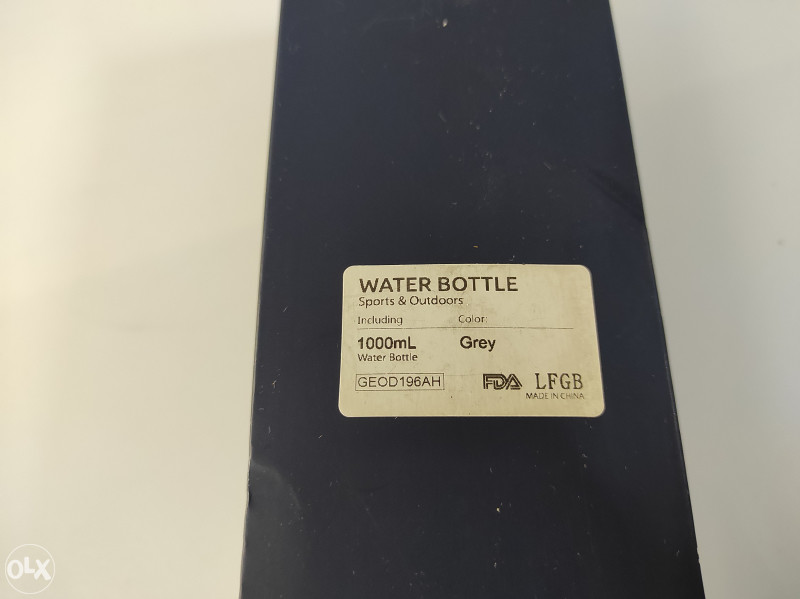 WATER BOTTLE
Sports & Outdoors
Including Color:
1000mL Grey
Water Bottle
GEOD196AH FDA LFGB
MADE IN CHINA
OLX